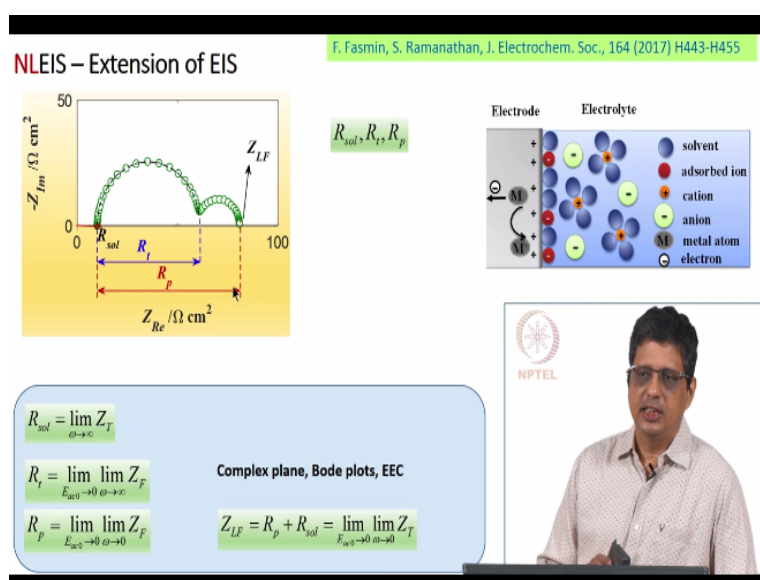 F. Fasmin, S. Ramanathan, J. Electrochem. Soc., 164 (2017) H443-H455
NLEIS – Extension of EIS
50
-Z_Im /Ω cm²
0
0
100
R_sol
R_t
R_p
Z_LF
Z_Re /Ω cm²
R_sol, R_t, R_p
Electrode
Electrolyte
solvent
adsorbed ion
cation
anion
M metal atom
electron
M
M
NPTEL
R_sol = lim_{ω→∞} Z_T
R_t = lim_{E_ac0→0} lim_{ω→∞} Z_F
Complex plane, Bode plots, EEC
R_p = lim_{E_ac0→0} lim_{ω→0} Z_F
Z_LF = R_p + R_sol = lim_{E_ac0→0} lim_{ω→0} Z_T